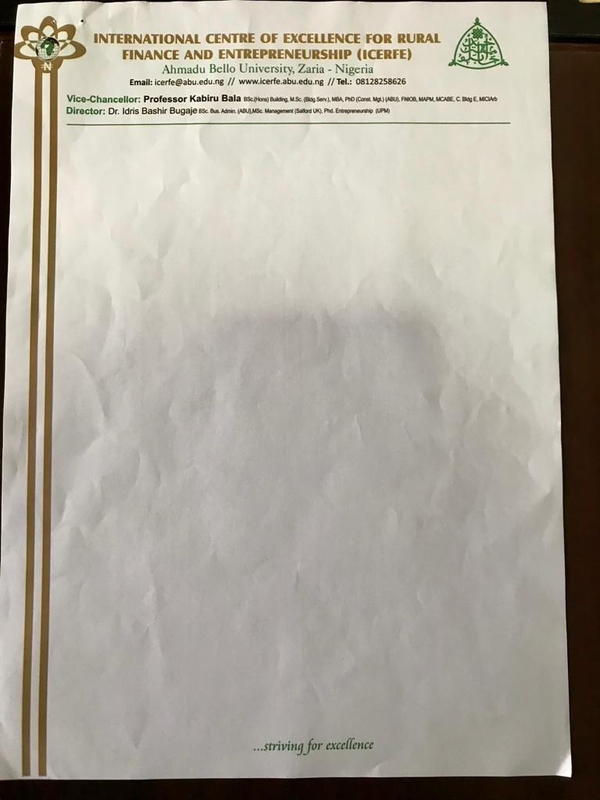 INTERNATIONAL CENTRE OF EXCELLENCE FOR RURAL
FINANCE AND ENTREPRENEURSHIP (ICERFE)
Ahmadu Bello University, Zaria - Nigeria
Email: icerfe@abu.edu.ng // www.icerfe.abu.edu.ng // Tel.: 08128258626
Vice-Chancellor: Professor Kabiru Bala BSc.(Hons) Building, M.Sc. (Bldg.Serv.), MBA, PhD (Const. Mgt.) (ABU), FNIOB, MAPM, MCABE, C. Bldg E, MICIArb
Director: Dr. Idris Bashir Bugaje BSc. Bus. Admin. (ABU),MSc. Management (Salford UK), Phd. Entrepreneurship (UPM)
N
...striving for excellence